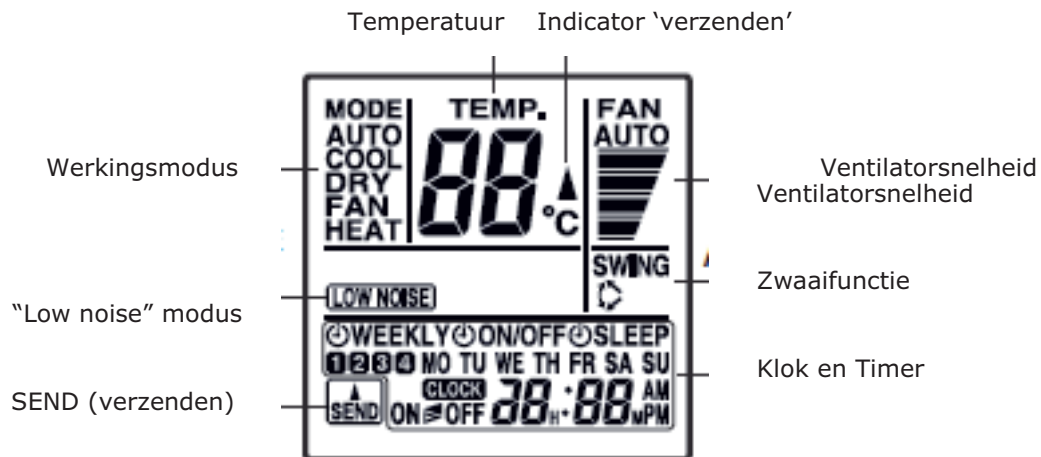 Temperatuur Indicator ‘verzenden’
MODE TEMP. FAN
AUTO AUTO
COOL 88
DRY
FAN °C
HEAT
Werkingsmodus
Ventilatorsnelheid
Ventilatorsnelheid
SWING
Zwaaifunctie
LOW NOISE
“Low noise” modus
WEEKLY ON/OFF SLEEP
1 2 3 4 MO TU WE TH FR SA SU
Klok en Timer
CLOCK AM
SEND ON OFF 28H:88M PM
SEND (verzenden)